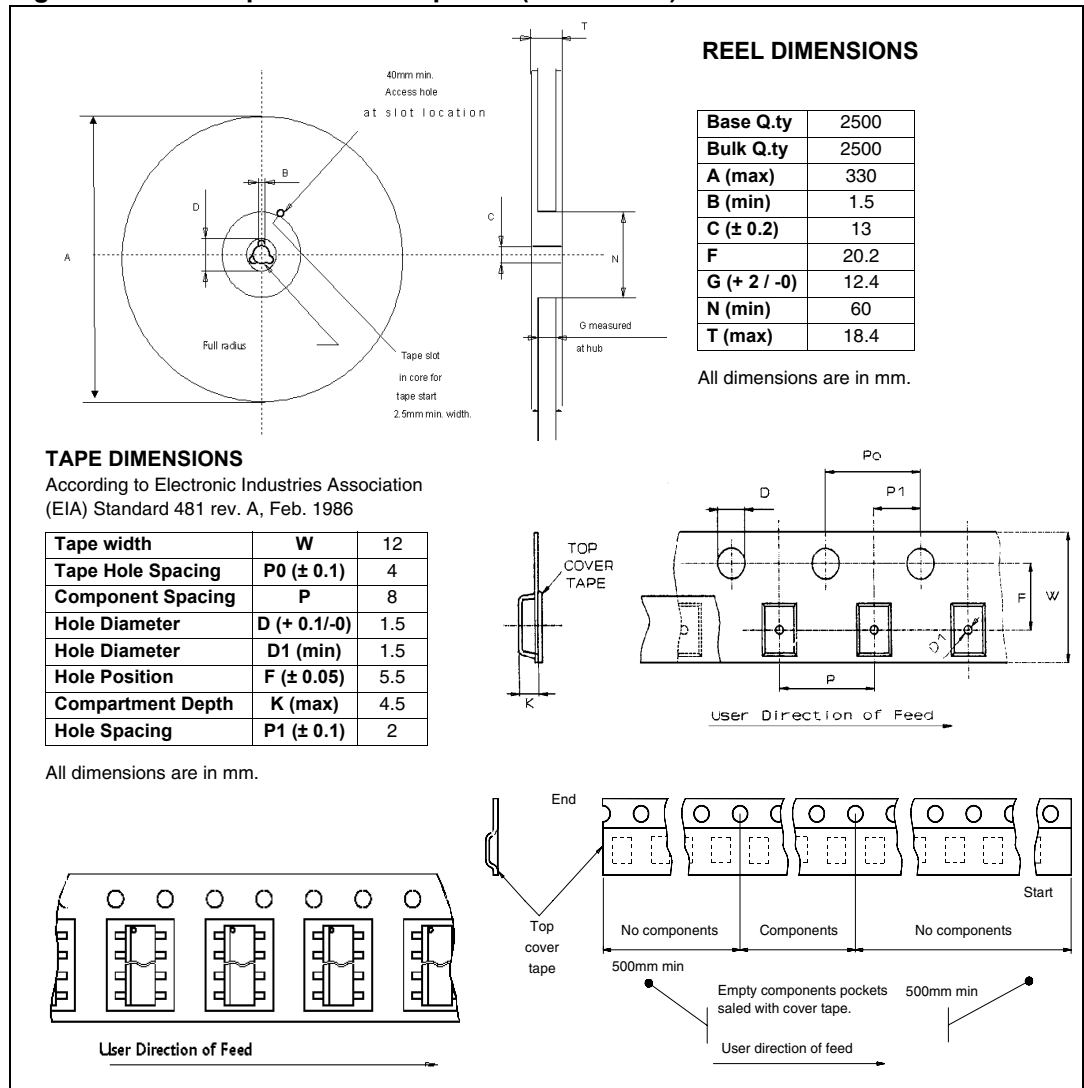 T
REEL DIMENSIONS
40mm min.
Access hole
at slot location
Base Q.ty 2500
Bulk Q.ty 2500
A (max) 330
B (min) 1.5
C (± 0.2) 13
F 20.2
G (+ 2 / -0) 12.4
N (min) 60
T (max) 18.4
All dimensions are in mm.
B
D
C
A
N
G measured
at hub
Full radius
Tape slot
in core for
tape start
2.5mm min. width.
TAPE DIMENSIONS
According to Electronic Industries Association
(EIA) Standard 481 rev. A, Feb. 1986
Tape width W 12
Tape Hole Spacing P0 (± 0.1) 4
Component Spacing P 8
Hole Diameter D (+ 0.1/-0) 1.5
Hole Diameter D1 (min) 1.5
Hole Position F (± 0.05) 5.5
Compartment Depth K (max) 4.5
Hole Spacing P1 (± 0.1) 2
All dimensions are in mm.
TOP
COVER
TAPE
K
Po
D
P1
F
W
D1
P
User Direction of Feed
End
Start
Top
cover
tape
No components
Components
No components
500mm min
Empty components pockets
saled with cover tape.
500mm min
User direction of feed
User Direction of Feed